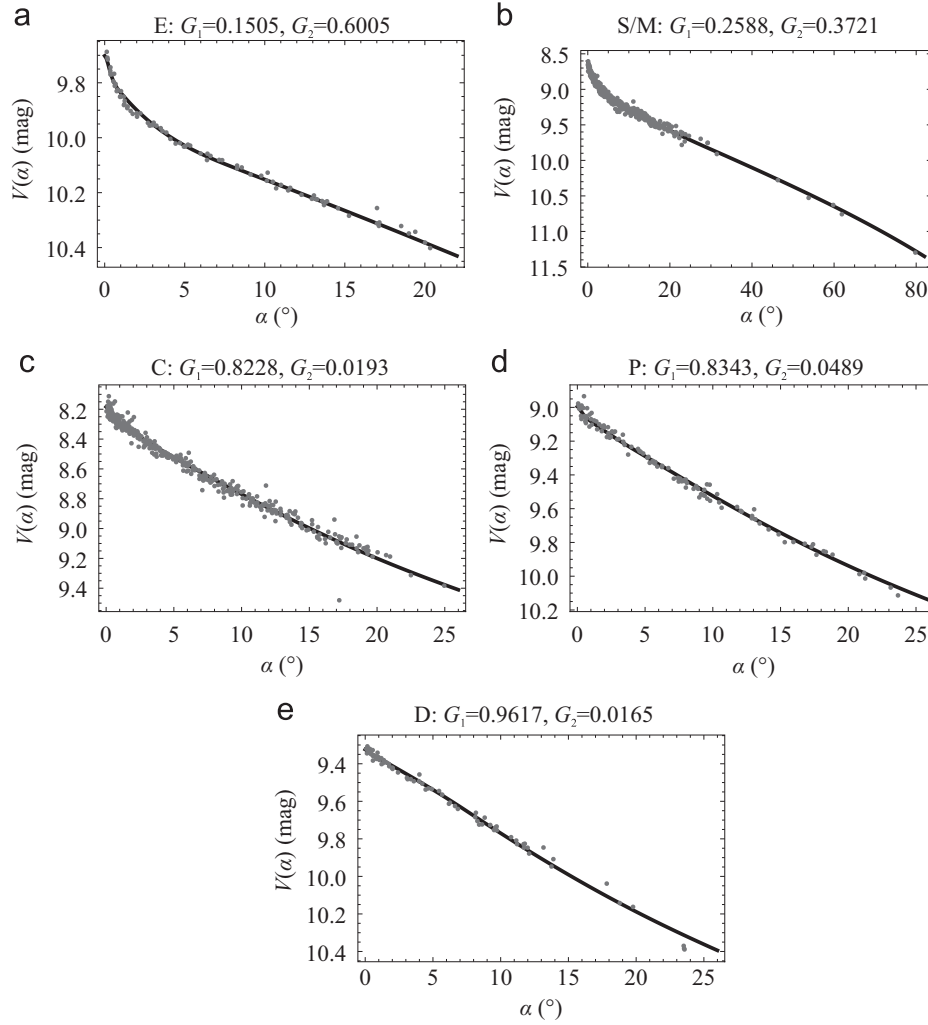 a
E: G₁=0.1505, G₂=0.6005
V(α) (mag)
9.8
10.0
10.2
10.4
0 5 10 15 20
α (°)
b
S/M: G₁=0.2588, G₂=0.3721
V(α) (mag)
8.5
9.0
9.5
10.0
10.5
11.0
11.5
0 20 40 60 80
α (°)
c
C: G₁=0.8228, G₂=0.0193
V(α) (mag)
8.2
8.4
8.6
8.8
9.0
9.2
9.4
0 5 10 15 20 25
α (°)
d
P: G₁=0.8343, G₂=0.0489
V(α) (mag)
9.0
9.2
9.4
9.6
9.8
10.0
10.2
0 5 10 15 20 25
α (°)
e
D: G₁=0.9617, G₂=0.0165
V(α) (mag)
9.4
9.6
9.8
10.0
10.2
10.4
0 5 10 15 20 25
α (°)